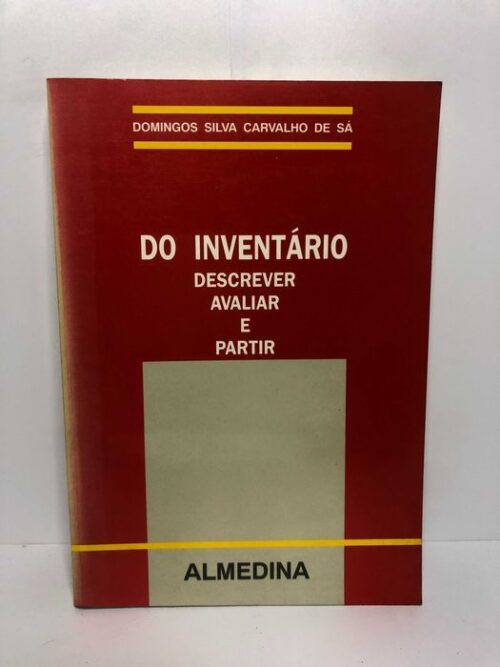 DOMINGOS SILVA CARVALHO DE SÁ
DO INVENTÁRIO
DESCREVER
AVALIAR
E
PARTIR
ALMEDINA